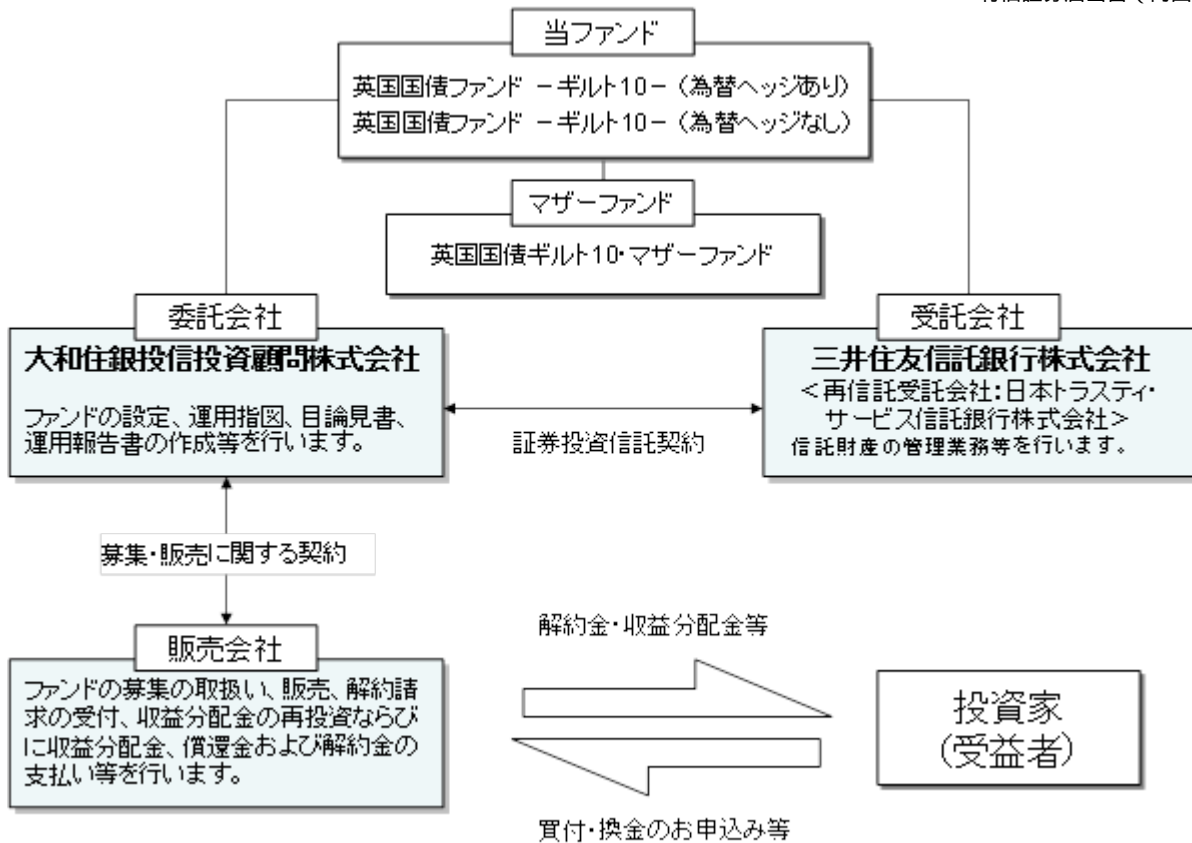 当ファンド
英国国債ファンド －ギルト10－ （為替ヘッジあり）
英国国債ファンド －ギルト10－ （為替ヘッジなし）
マザーファンド
英国国債ギルト10・マザーファンド
委託会社
大和住銀投信投資顧問株式会社
ファンドの設定、運用指図、目論見書、
運用報告書の作成等を行います。
証券投資信託契約
受託会社
三井住友信託銀行株式会社
＜再信託受託会社：日本トラスティ・
サービス信託銀行株式会社＞
信託財産の管理業務等を行います。
募集・販売に関する契約
販売会社
ファンドの募集の取扱い、販売、解約請
求の受付、収益分配金の再投資ならび
に収益分配金、償還金および解約金の
支払い等を行います。
解約金・収益分配金等
買付・換金のお申込み等
投資家
（受益者）